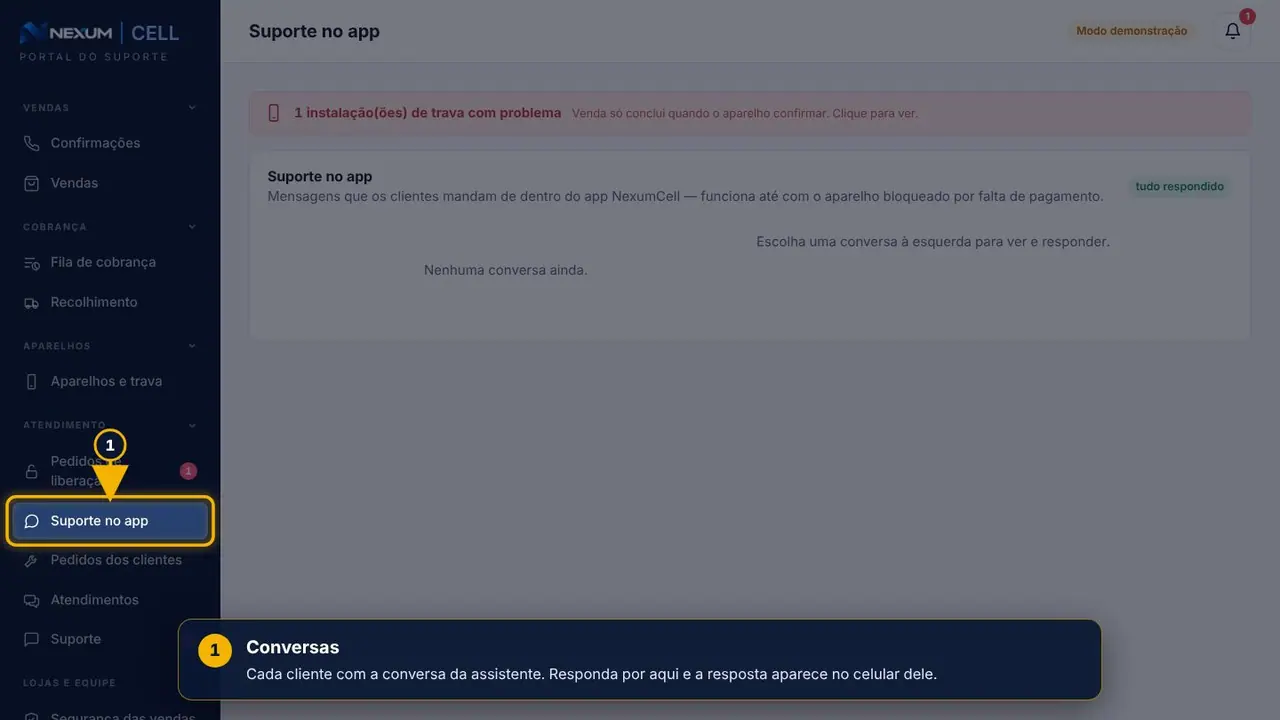 NEXUM | CELL
PORTAL DO SUPORTE
VENDAS
Confirmações
Vendas
COBRANÇA
Fila de cobrança
Recolhimento
APARELHOS
Aparelhos e trava
ATENDIMENTO
1
Pedidos
1
Suporte no app
Pedidos dos clientes
Atendimentos
Suporte
LOJAS E EQUIPE
Segurança das vendas
Suporte no app
Modo demonstração
1
1 instalação(ões) de trava com problema Venda só conclui quando o aparelho confirmar. Clique para ver.
Suporte no app
Mensagens que os clientes mandam de dentro do app NexumCell — funciona até com o aparelho bloqueado por falta de pagamento.
tudo respondido
Escolha uma conversa à esquerda para ver e responder.
Nenhuma conversa ainda.
1 Conversas
Cada cliente com a conversa da assistente. Responda por aqui e a resposta aparece no celular dele.